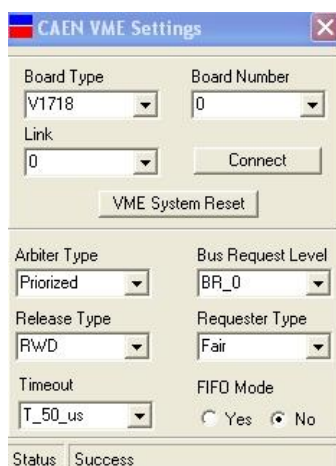 CAEN VME Settings
Board Type Board Number
V1718 0
Link
0 Connect
VME System Reset
Arbiter Type Bus Request Level
Priorized BR_0
Release Type Requester Type
RWD Fair
Timeout FIFO Mode
T_50_us Yes No
Status Success